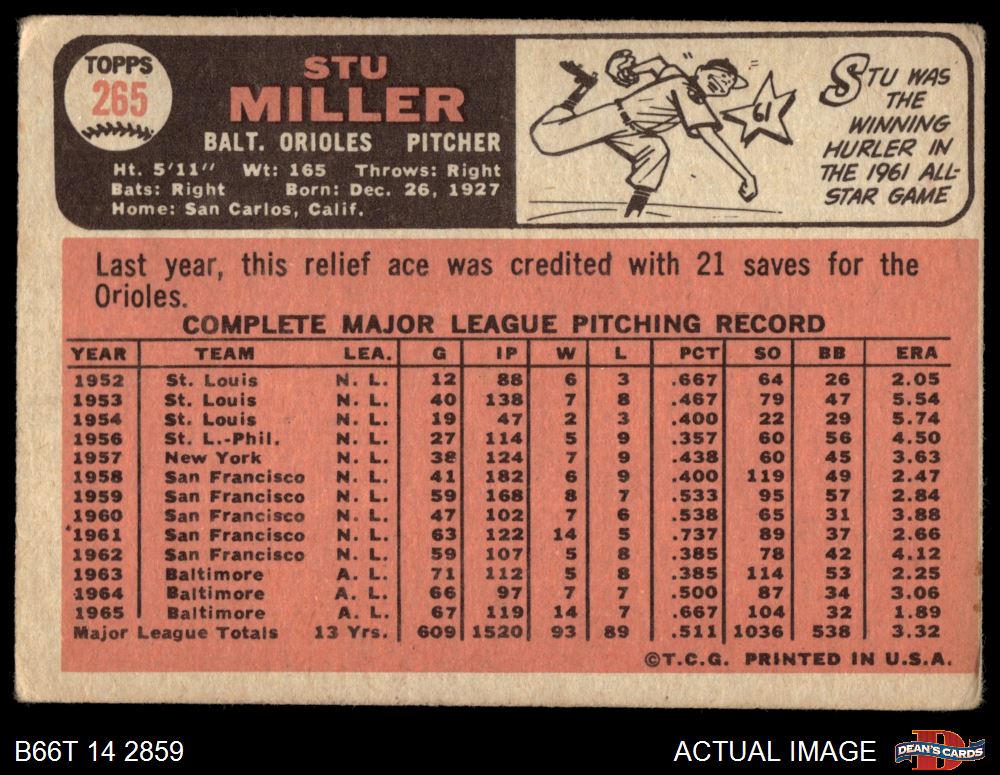 TOPPS
265
STU
MILLER
BALT. ORIOLES PITCHER
Ht. 5'11" Wt: 165 Throws: Right
Bats: Right Born: Dec. 26, 1927
Home: San Carlos, Calif.
61
STU WAS
THE
WINNING
HURLER IN
THE 1961 ALL-
STAR GAME
Last year, this relief ace was credited with 21 saves for the
Orioles.
COMPLETE MAJOR LEAGUE PITCHING RECORD
YEAR TEAM LEA. G IP W L PCT SO BB ERA
1952 St. Louis N. L. 12 88 6 3 .667 64 26 2.05
1953 St. Louis N. L. 40 138 7 8 .467 79 47 5.54
1954 St. Louis N. L. 19 47 2 3 .400 22 29 5.74
1956 St. L.-Phil. N. L. 27 114 5 9 .357 60 56 4.50
1957 New York N. L. 38 124 7 9 .438 60 45 3.63
1958 San Francisco N. L. 41 182 6 9 .400 119 49 2.47
1959 San Francisco N. L. 59 168 8 7 .533 95 57 2.84
1960 San Francisco N. L. 47 102 7 6 .538 65 31 3.88
1961 San Francisco N. L. 63 122 14 5 .737 89 37 2.66
1962 San Francisco N. L. 59 107 5 8 .385 78 42 4.12
1963 Baltimore A. L. 71 112 5 8 .385 114 53 2.25
1964 Baltimore A. L. 66 97 7 7 .500 87 34 3.06
1965 Baltimore A. L. 67 119 14 7 .667 104 32 1.89
Major League Totals 13 Yrs. 609 1520 93 89 .511 1036 538 3.32
©T.C.G. PRINTED IN U.S.A.
B66T 14 2859
ACTUAL IMAGE
D
DEAN'S CARDS